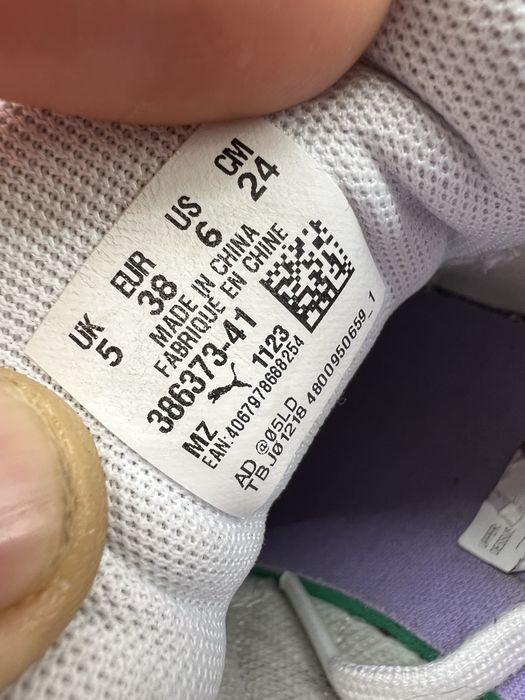 UK EUR US CM
5 38 6 24
MADE IN CHINA
FABRIQUE EN CHINE
386373-41
MZ 1123
EAN:4067978688254
AD @05LD
TBJ01218 4800950659_1